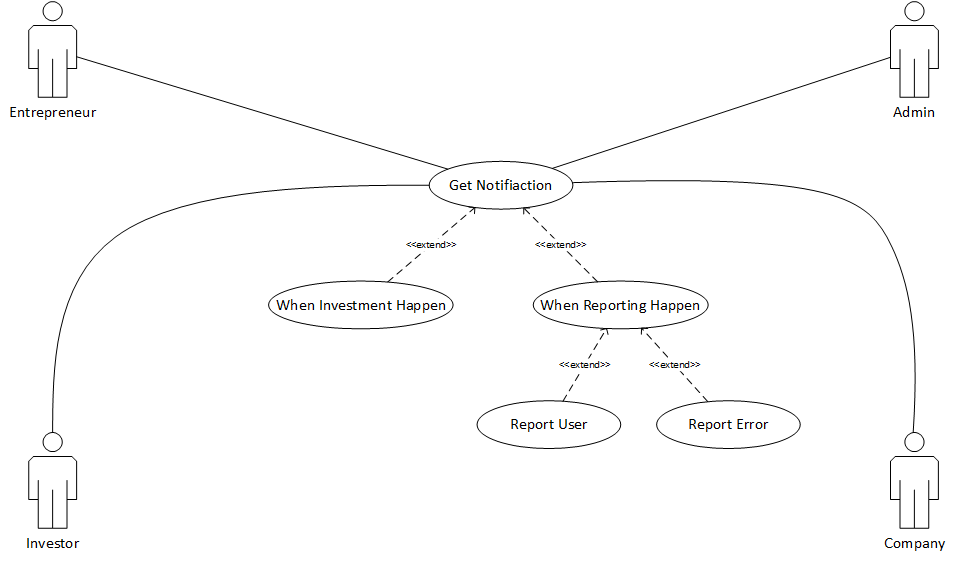 Entrepreneur
Admin
Get Notifiaction
<<extend>>
<<extend>>
When Investment Happen
When Reporting Happen
<<extend>>
<<extend>>
Report User
Report Error
Investor
Company